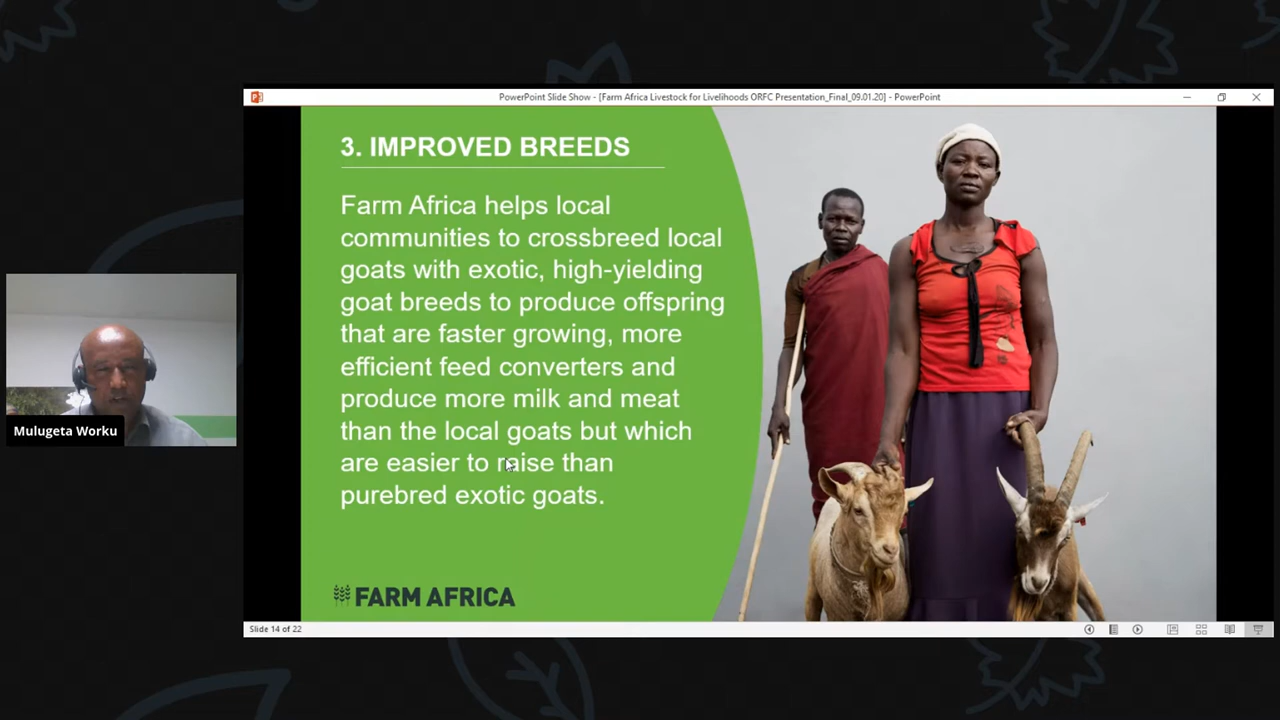 PowerPoint Slide Show - [Farm Africa Livestock for Livelihoods ORFC Presentation_Final_09.01.20] - PowerPoint
3. IMPROVED BREEDS
Farm Africa helps local
communities to crossbreed local
goats with exotic, high-yielding
goat breeds to produce offspring
that are faster growing, more
efficient feed converters and
produce more milk and meat
than the local goats but which
are easier to raise than
purebred exotic goats.
FARM AFRICA
Slide 14 of 22
Mulugeta Worku